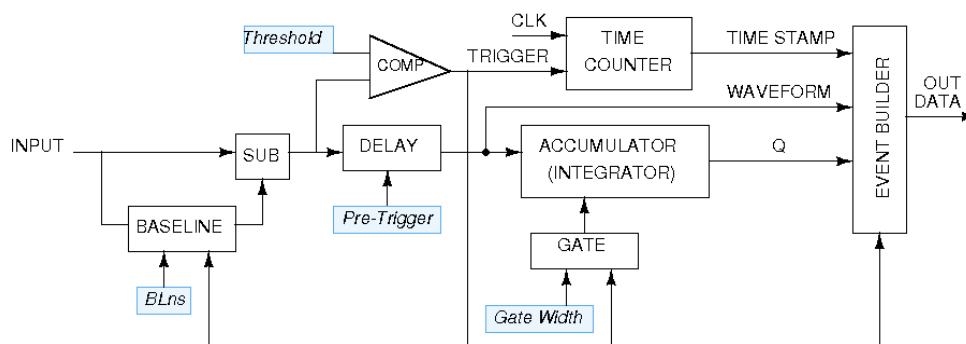 CLK
Threshold
COMP
TRIGGER
TIME
COUNTER
TIME STAMP
WAVEFORM
EVENT BUILDER
OUT
DATA
INPUT
SUB
DELAY
ACCUMULATOR
(INTEGRATOR)
Q
BASELINE
Pre-Trigger
GATE
BLns
Gate Width